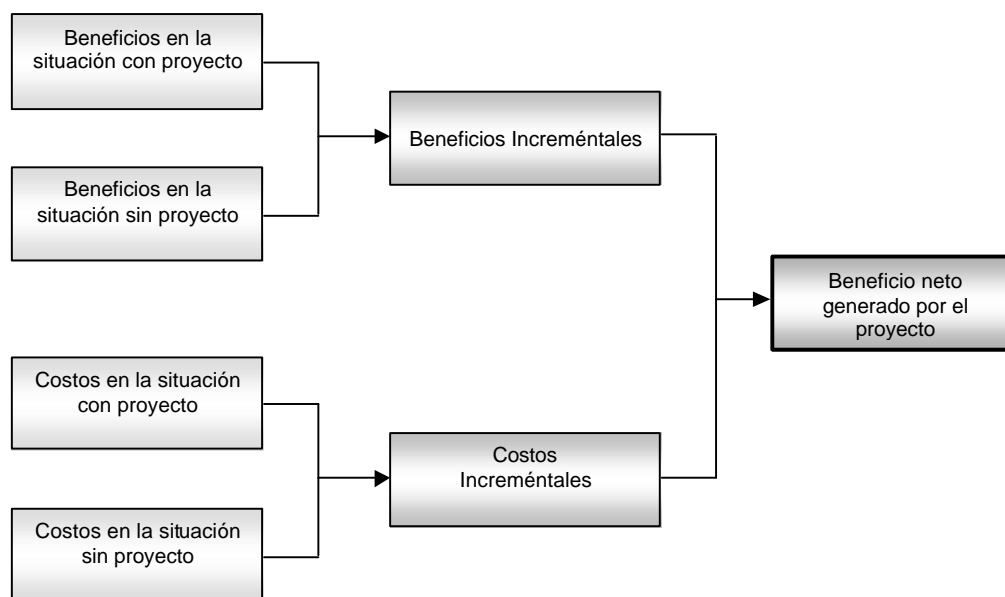 Beneficios en la
situación con proyecto
Beneficios en la
situación sin proyecto
Beneficios Increméntales
Beneficio neto
generado por el
proyecto
Costos en la situación
con proyecto
Costos
Increméntales
Costos en la situación
sin proyecto